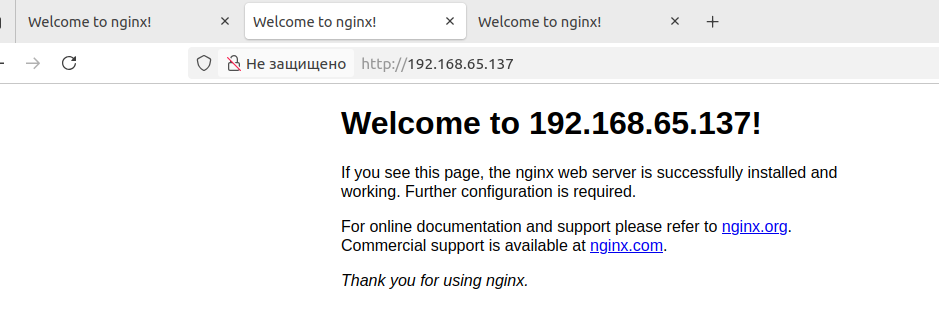 Welcome to nginx!
Welcome to nginx!
Welcome to nginx!
Не защищено
http://192.168.65.137
Welcome to 192.168.65.137!
If you see this page, the nginx web server is successfully installed and
working. Further configuration is required.
For online documentation and support please refer to nginx.org.
Commercial support is available at nginx.com.
Thank you for using nginx.